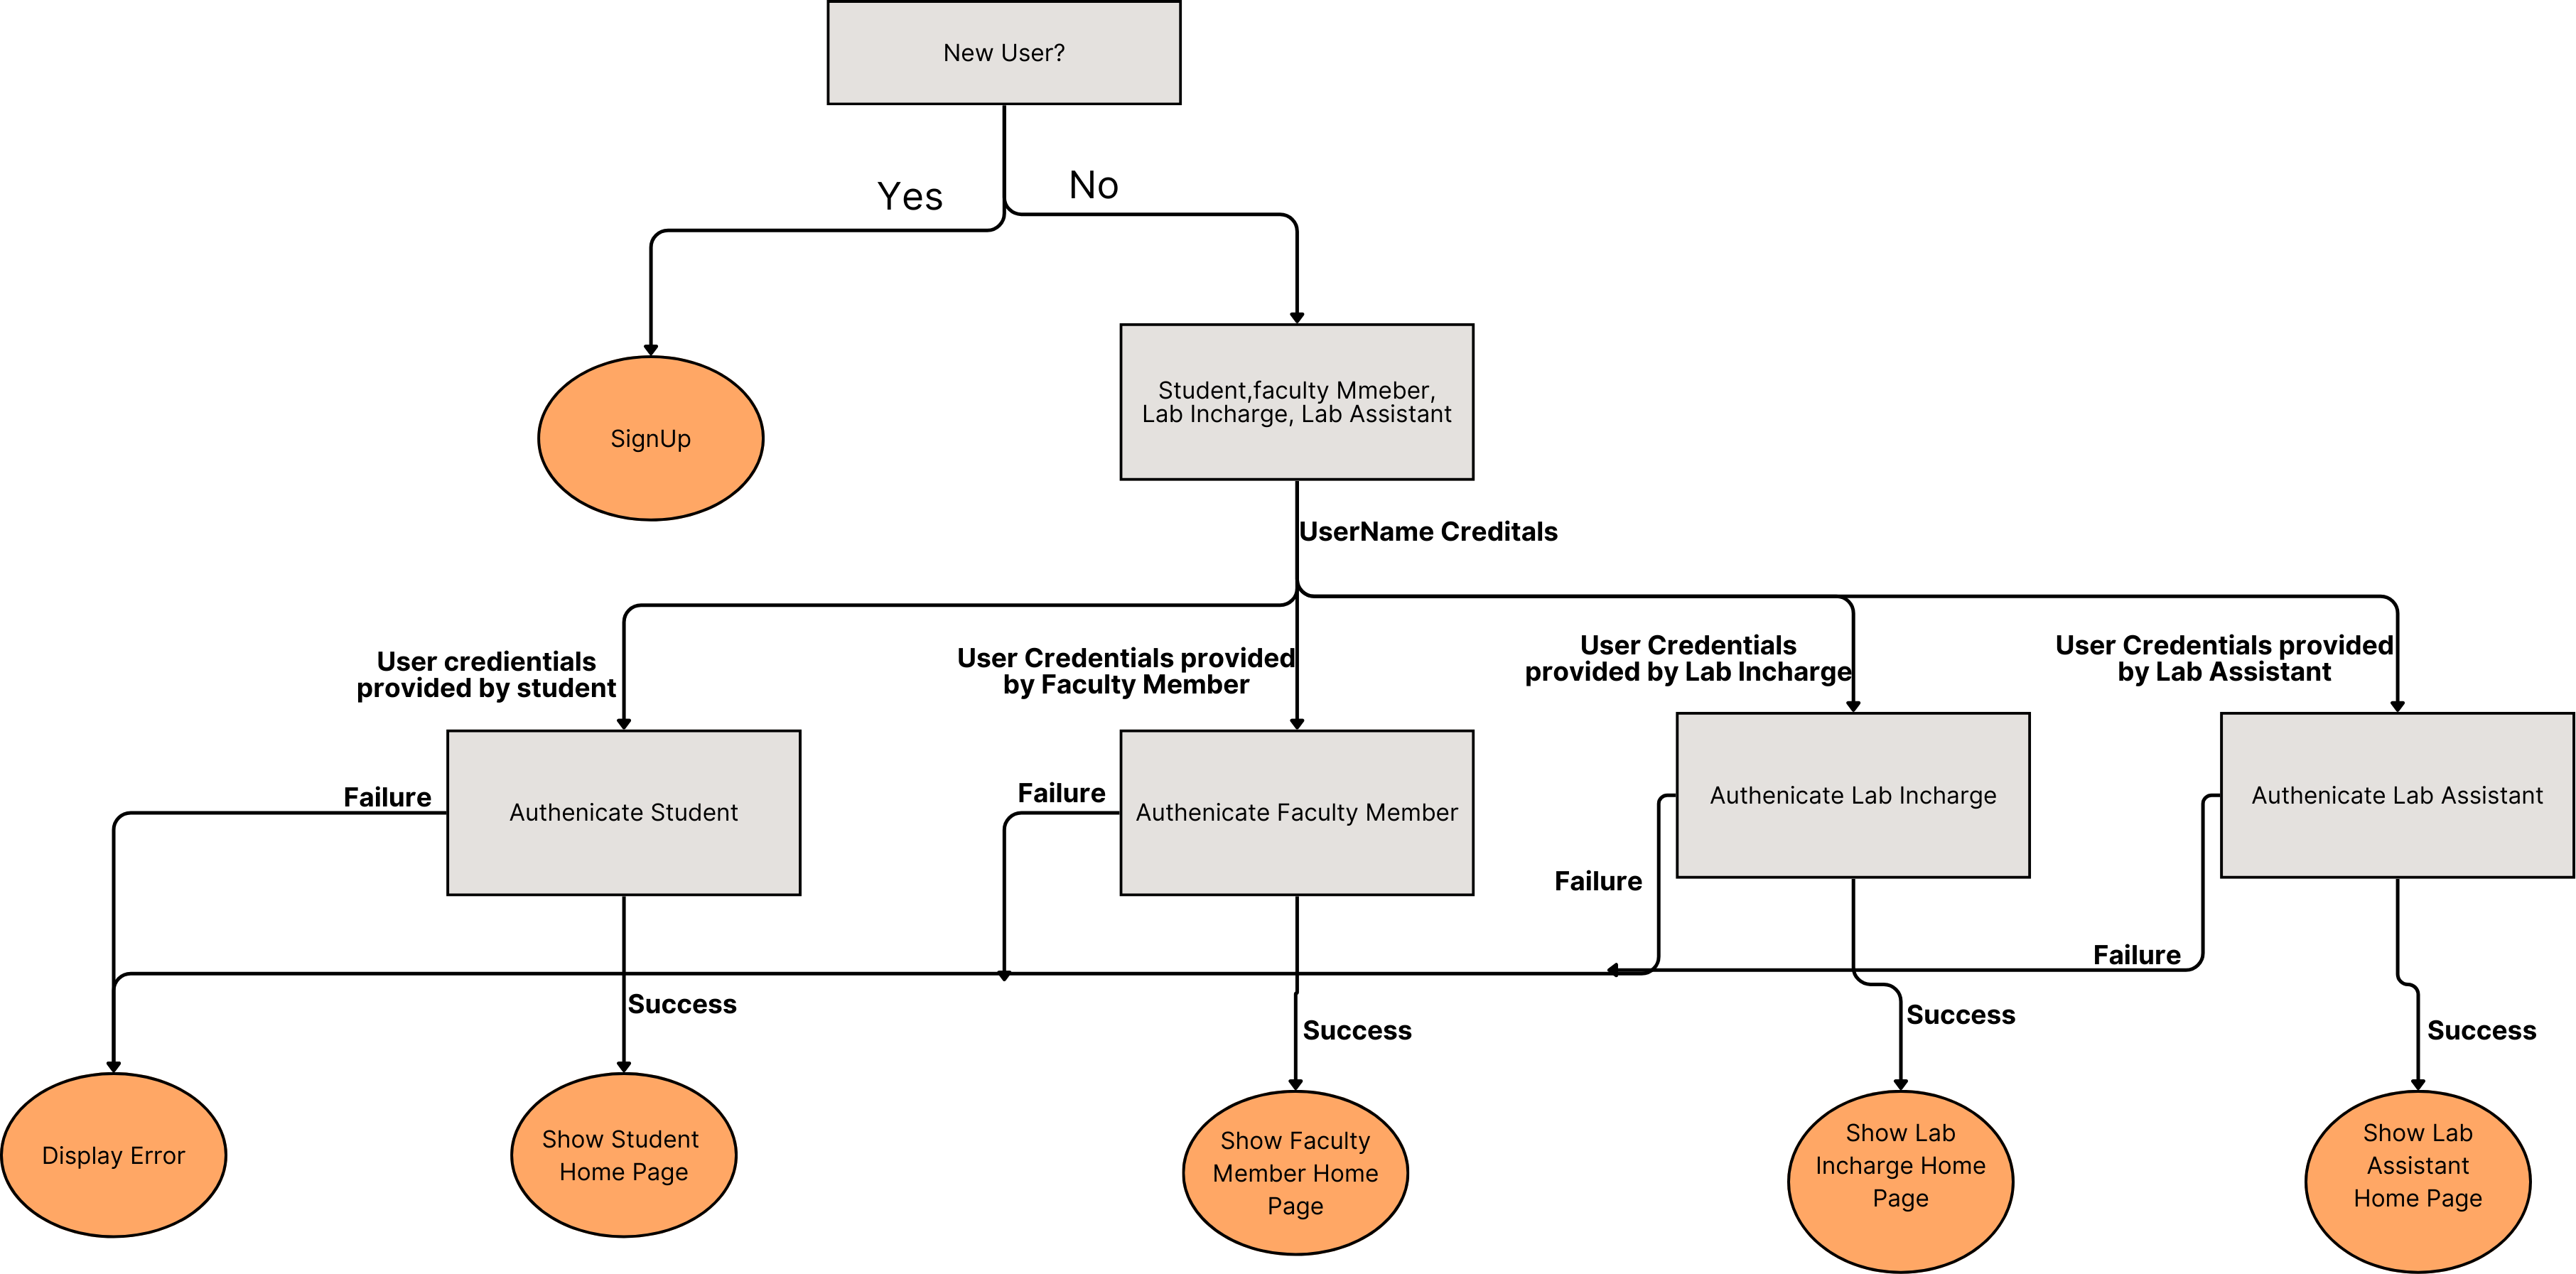 New User?
Yes
No
Student,faculty Mmeber,
Lab Incharge, Lab Assistant
SignUp
UserName Creditals
User credientials
provided by student
User Credentials provided
by Faculty Member
User Credentials
provided by Lab Incharge
User Credentials provided
by Lab Assistant
Failure
Authenicate Student
Failure
Authenicate Faculty Member
Authenicate Lab Incharge
Authenicate Lab Assistant
Failure
Failure
Success
Success
Success
Success
Display Error
Show Student
Home Page
Show Faculty
Member Home
Page
Show Lab
Incharge Home
Page
Show Lab
Assistant
Home Page